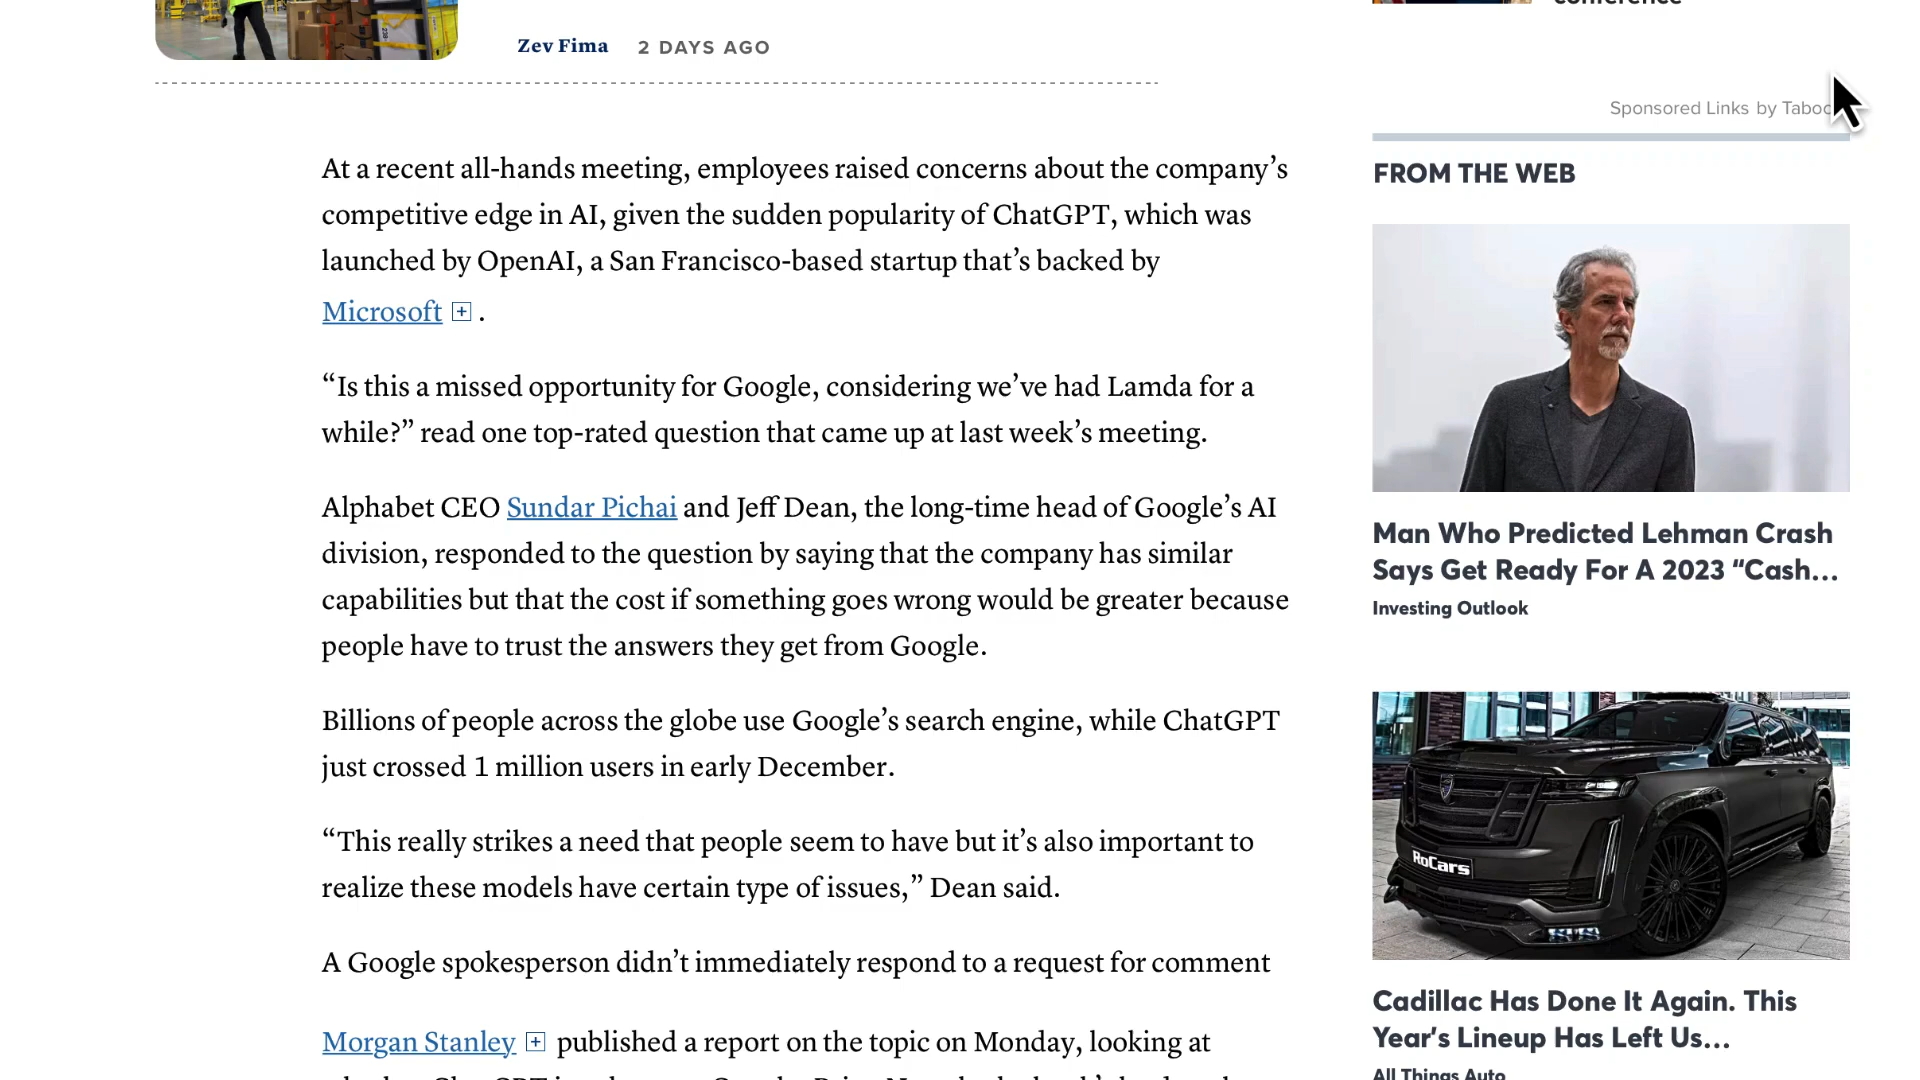 conference
Zev Fima 2 DAYS AGO
Sponsored Links by
FROM THE WEB
At a recent all-hands meeting, employees raised concerns about the company’s
competitive edge in AI, given the sudden popularity of ChatGPT, which was
launched by OpenAI, a San Francisco-based startup that’s backed by
Microsoft + .
“Is this a missed opportunity for Google, considering we’ve had Lamda for a
while?” read one top-rated question that came up at last week’s meeting.
Alphabet CEO Sundar Pichai and Jeff Dean, the long-time head of Google’s AI
division, responded to the question by saying that the company has similar
capabilities but that the cost if something goes wrong would be greater because
people have to trust the answers they get from Google.
Billions of people across the globe use Google’s search engine, while ChatGPT
just crossed 1 million users in early December.
“This really strikes a need that people seem to have but it’s also important to
realize these models have certain type of issues,” Dean said.
A Google spokesperson didn’t immediately respond to a request for comment
Morgan Stanley + published a report on the topic on Monday, looking at
Man Who Predicted Lehman Crash
Says Get Ready For A 2023 “Cash...
Investing Outlook
RoCars
Cadillac Has Done It Again. This
Year’s Lineup Has Left Us...
All Things Auto